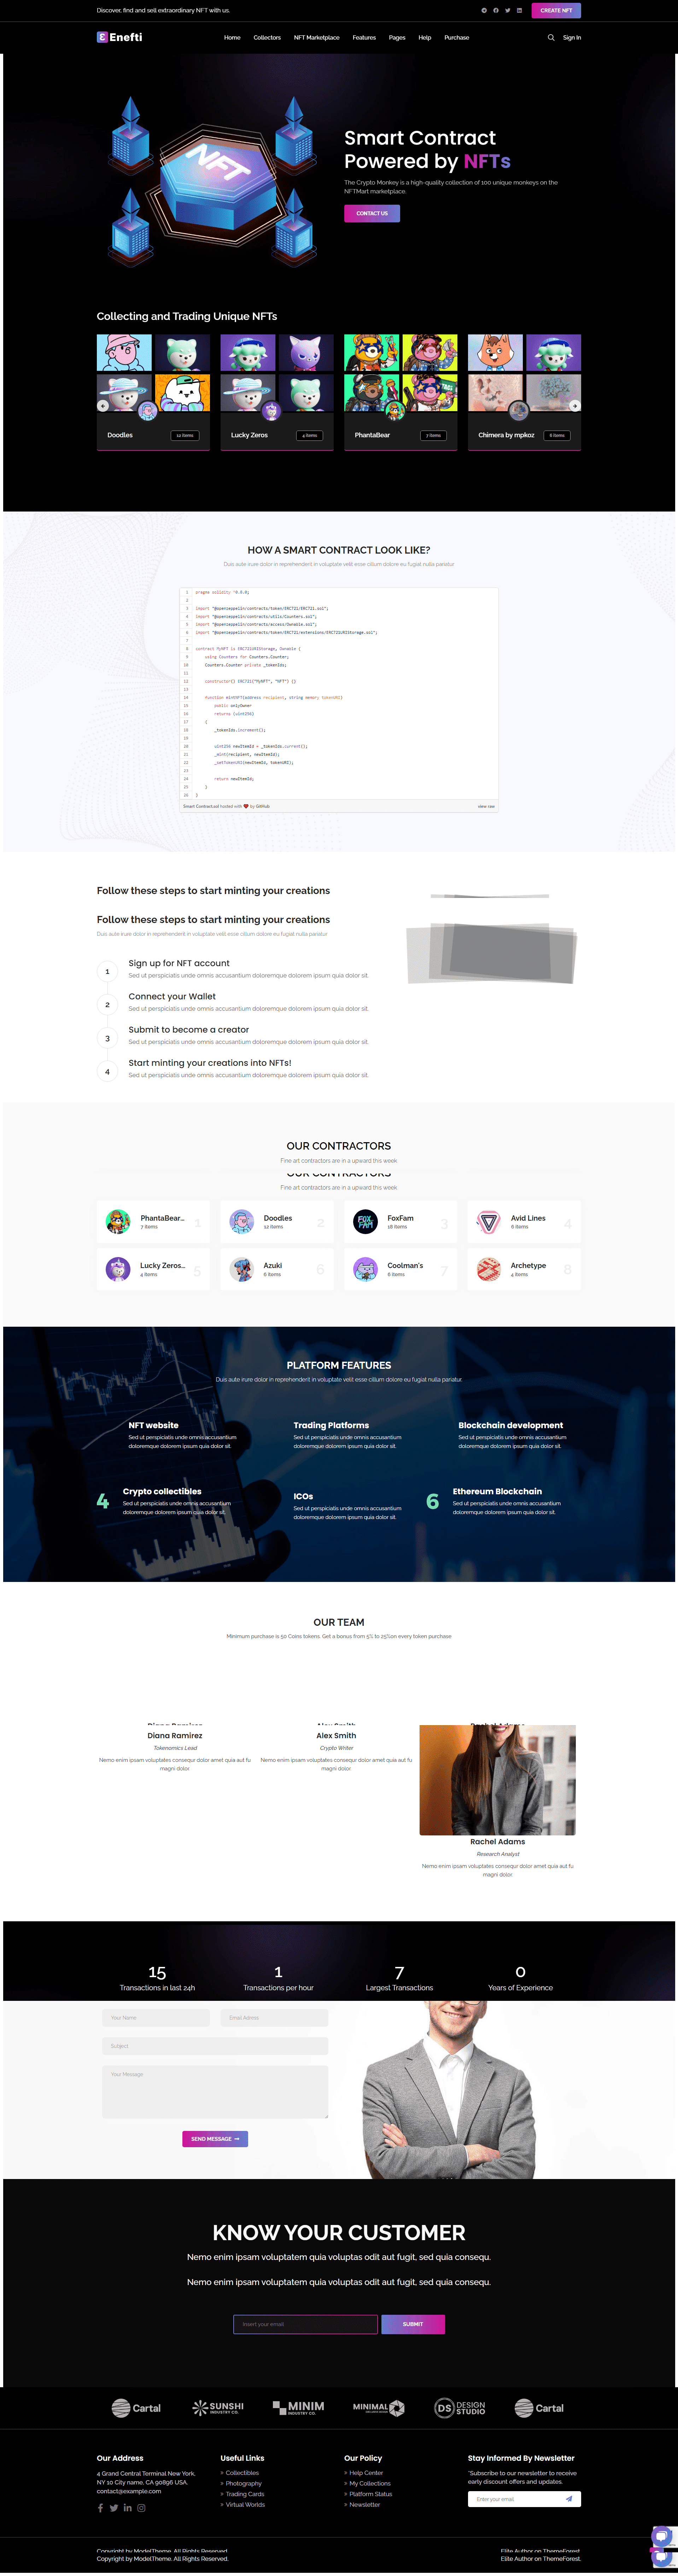 Discover, find and sell extraordinary NFT with us.
CREATE NFT
Enefti
Home Collectors NFT Marketplace Features Pages Help Purchase
Sign In
NFT
Smart Contract
Powered by NFTs
The Crypto Monkey is a high-quality collection of 100 unique monkeys on the
NFTMart marketplace.
CONTACT US
Collecting and Trading Unique NFTs
Doodles 12 Items
Lucky Zeros 4 Items
PhantaBear 7 Items
Chimera by mpkoz 8 Items
HOW A SMART CONTRACT LOOK LIKE?
Duis aute irure dolor in reprehenderit in voluptate velit esse cillum dolore eu fugiat nulla pariatur
1 pragma solidity ^0.8.0;
2
3 import "@openzeppelin/contracts/token/ERC721/ERC721.sol";
4 import "@openzeppelin/contracts/utils/Counters.sol";
5 import "@openzeppelin/contracts/access/Ownable.sol";
6 import "@openzeppelin/contracts/token/ERC721/extensions/ERC721URIStorage.sol";
7
8 contract MyNFT is ERC721URIStorage, Ownable {
9 using Counters for Counters.Counter;
10 Counters.Counter private _tokenIds;
11
12 constructor() ERC721("MyNFT", "NFT") {}
13
14 function mintNFT(address recipient, string memory tokenURI)
15 public onlyOwner
16 returns (uint256)
17 {
18 _tokenIds.increment();
19
20 uint256 newItemId = _tokenIds.current();
21 _mint(recipient, newItemId);
22 _setTokenURI(newItemId, tokenURI);
23
24 return newItemId;
25 }
26 }
Smart Contract.sol hosted with ❤ by GitHub view raw
Follow these steps to start minting your creations
Follow these steps to start minting your creations
Duis aute irure dolor in reprehenderit in voluptate velit esse cillum dolore eu fugiat nulla pariatur
1 Sign up for NFT account
Sed ut perspiciatis unde omnis accusantium doloremque dolorem ipsum quia dolor sit.
2 Connect your Wallet
Sed ut perspiciatis unde omnis accusantium doloremque dolorem ipsum quia dolor sit.
3 Submit to become a creator
Sed ut perspiciatis unde omnis accusantium doloremque dolorem ipsum quia dolor sit.
4 Start minting your creations into NFTs!
Sed ut perspiciatis unde omnis accusantium doloremque dolorem ipsum quia dolor sit.
OUR CONTRACTORS
Fine art contractors are in a upward this week
OUR CONTRACTORS
Fine art contractors are in a upward this week
PhantaBear... 7 Items 1
Doodles 12 Items 2
FoxFam 18 Items 3
Avid Lines 6 Items 4
Lucky Zeros... 4 Items 5
Azuki 6 Items 6
Coolman's 6 Items 7
Archetype 4 Items 8
PLATFORM FEATURES
Duis aute irure dolor in reprehenderit in voluptate velit esse cillum dolore eu fugiat nulla pariatur.
NFT website
Sed ut perspiciatis unde omnis accusantium
doloremque dolorem ipsum quia dolor sit.
Trading Platforms
Sed ut perspiciatis unde omnis accusantium
doloremque dolorem ipsum quia dolor sit.
Blockchain development
Sed ut perspiciatis unde omnis accusantium
doloremque dolorem ipsum quia dolor sit.
4 Crypto collectibles
Sed ut perspiciatis unde omnis accusantium
doloremque dolorem ipsum quia dolor sit.
ICOs
Sed ut perspiciatis unde omnis accusantium
doloremque dolorem ipsum quia dolor sit.
6 Ethereum Blockchain
Sed ut perspiciatis unde omnis accusantium
doloremque dolorem ipsum quia dolor sit.
OUR TEAM
Minimum purchase is 50 Coins tokens. Get a bonus from 5% to 25%on every token purchase
Diana Ramirez Alex Smith Rachel Adams
Diana Ramirez
Tokenomics Lead
Nemo enim ipsam voluptates consequr dolor amet quia aut fu
magni dolor.
Alex Smith
Crypto Writer
Nemo enim ipsam voluptates consequr dolor amet quia aut fu
magni dolor.
Rachel Adams
Research Analyst
Nemo enim ipsam voluptates consequr dolor amet quia aut fu
magni dolor.
15 1 7 0
Transactions in last 24h Transactions per hour Largest Transactions Years of Experience
Your Name Email Adress
Subject
Your Message
SEND MESSAGE
KNOW YOUR CUSTOMER
Nemo enim ipsam voluptatem quia voluptas odit aut fugit, sed quia consequ.
Nemo enim ipsam voluptatem quia voluptas odit aut fugit, sed quia consequ.
Insert your email SUBMIT
Cartal
SUNSHI
INDUSTRY CO.
MINIM
INDUSTRY CO.
MINIMAL
DS DESIGN
STUDIO
Cartal
Our Address
4 Grand Central Terminal New York,
NY 10 City name, CA 90896 USA.
contact@example.com
Useful Links
» Collectibles
» Photography
» Trading Cards
» Virtual Worlds
Our Policy
» Help Center
» My Collections
» Platform Status
» Newsletter
Stay Informed By Newsletter
*Subscribe to our newsletter to receive
early discount offers and updates.
Enter your email
Copyright by ModelTheme. All Rights Reserved. Elite Author on ThemeForest.
Copyright by ModelTheme. All Rights Reserved. Elite Author on ThemeForest.